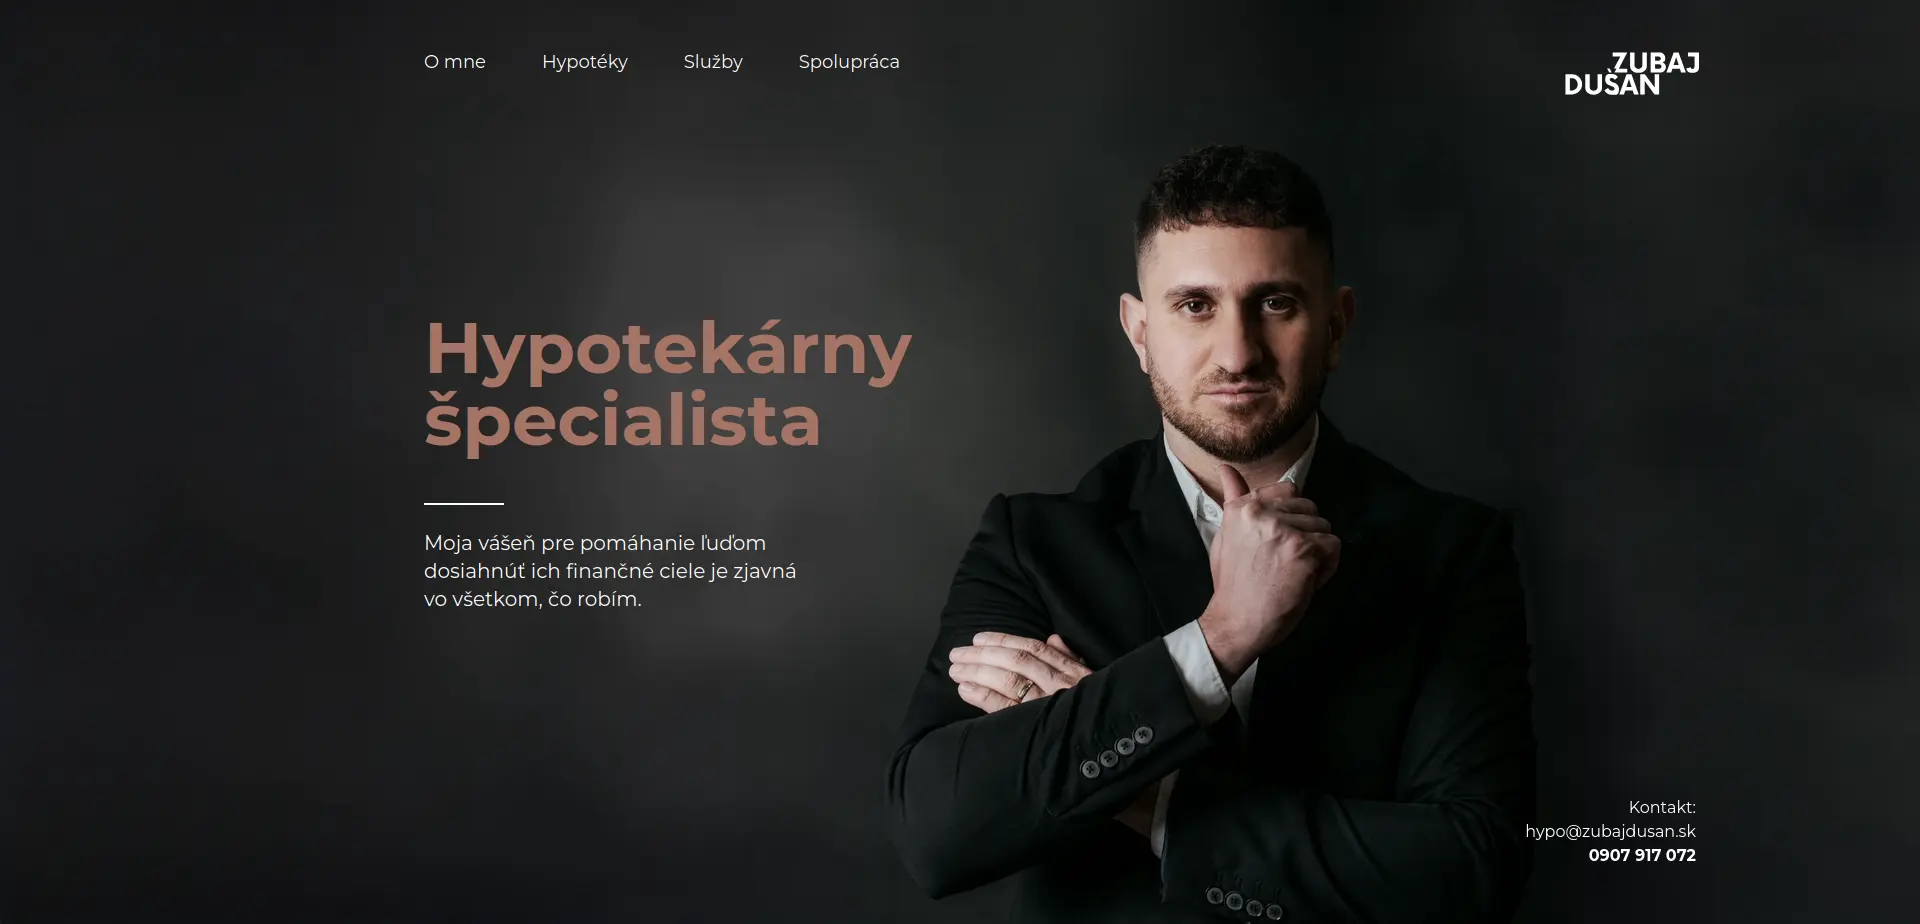 O mne
Hypotéky
Služby
Spolupráca
ZUBAJ
DUŠAN
Hypotekárny
špecialista
Moja vášeň pre pomáhanie ľuďom
dosiahnúť ich finančné ciele je zjavná
vo všetkom, čo robím.
Kontakt:
hypo@zubajdusan.sk
0907 917 072